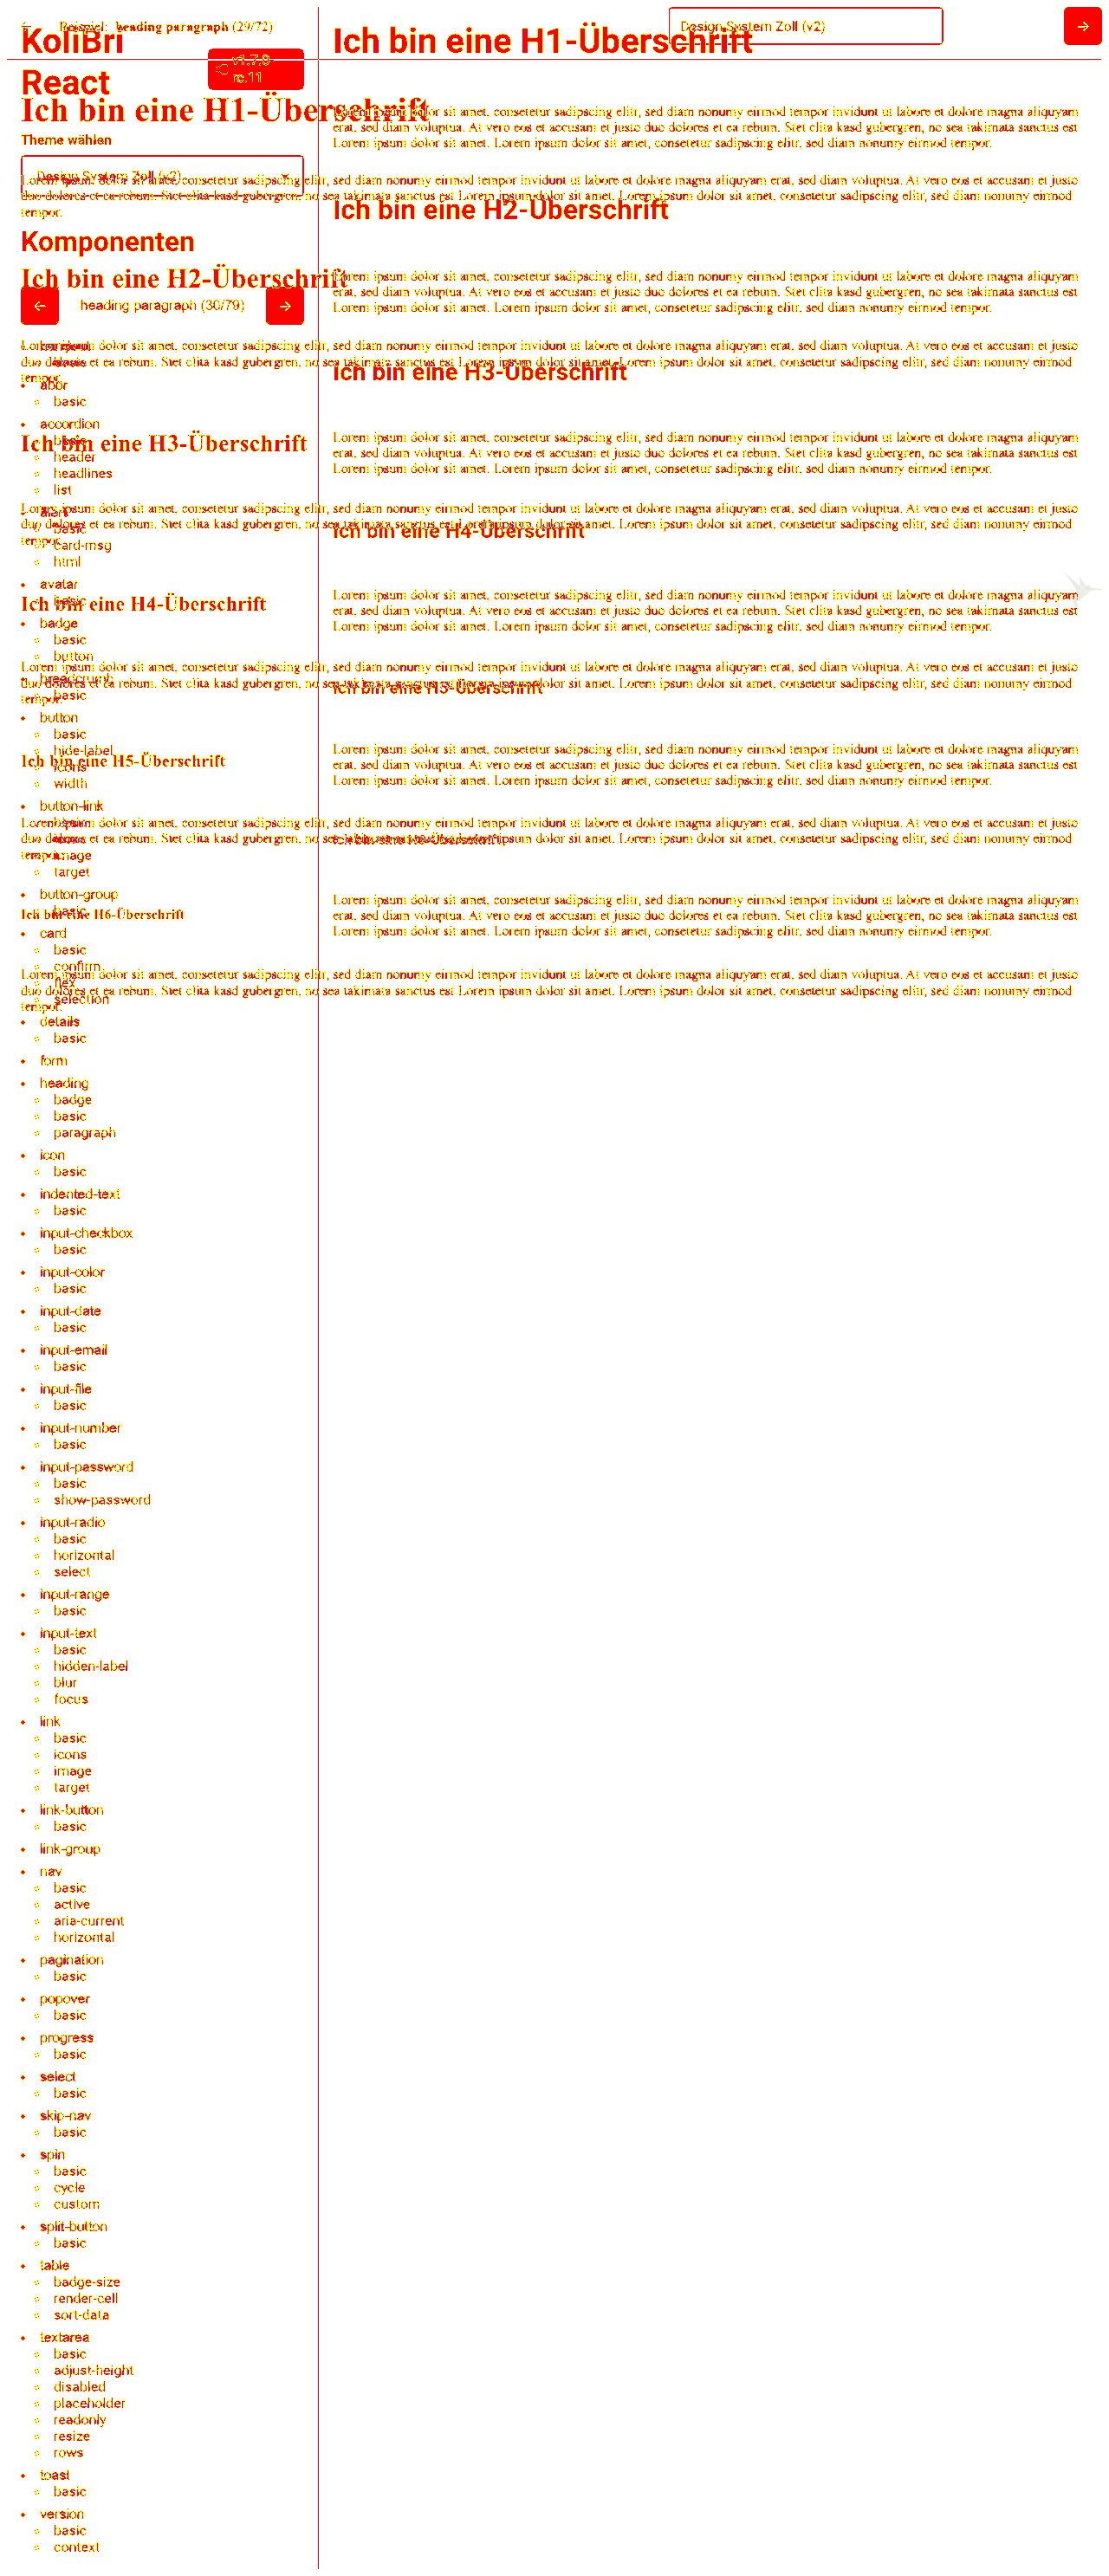 ← Beispiel: heading paragraph (29/72)
Design System Zoll (v2)
→
KoliBri
React
v1.7.0-
rc.11
Ich bin eine H1-Überschrift
Theme wählen
Design System Zoll (v2)
Lorem ipsum dolor sit amet, consetetur sadipscing elitr, sed diam nonumy eirmod tempor invidunt ut labore et dolore magna aliquyam erat, sed diam voluptua. At vero eos et accusam et justo
duo dolores et ea rebum. Stet clita kasd gubergren, no sea takimata sanctus est Lorem ipsum dolor sit amet. Lorem ipsum dolor sit amet, consetetur sadipscing elitr, sed diam nonumy eirmod
tempor.
Komponenten
Ich bin eine H2-Überschrift
← heading paragraph (30/79) →
Lorem ipsum dolor sit amet, consetetur sadipscing elitr, sed diam nonumy eirmod tempor invidunt ut labore et dolore magna aliquyam erat, sed diam voluptua. At vero eos et accusam et justo
duo dolores et ea rebum. Stet clita kasd gubergren, no sea takimata sanctus est Lorem ipsum dolor sit amet. Lorem ipsum dolor sit amet, consetetur sadipscing elitr, sed diam nonumy eirmod
tempor.
abbr
basic
accordion
basic
Ich bin eine H3-Überschrift
header
headlines
list
Lorem ipsum dolor sit amet, consetetur sadipscing elitr, sed diam nonumy eirmod tempor invidunt ut labore et dolore magna aliquyam erat, sed diam voluptua. At vero eos et accusam et justo
alert
duo dolores et ea rebum. Stet clita kasd gubergren, no sea takimata sanctus est Lorem ipsum dolor sit amet. Lorem ipsum dolor sit amet, consetetur sadipscing elitr, sed diam nonumy eirmod
basic
tempor.
card-msg
html
avatar
basic
Ich bin eine H4-Überschrift
badge
basic
button
Lorem ipsum dolor sit amet, consetetur sadipscing elitr, sed diam nonumy eirmod tempor invidunt ut labore et dolore magna aliquyam erat, sed diam voluptua. At vero eos et accusam et justo
breadcrumb
duo dolores et ea rebum. Stet clita kasd gubergren, no sea takimata sanctus est Lorem ipsum dolor sit amet. Lorem ipsum dolor sit amet, consetetur sadipscing elitr, sed diam nonumy eirmod
basic
tempor.
button
basic
hide-label
Ich bin eine H5-Überschrift
icons
width
button-link
basic
Lorem ipsum dolor sit amet, consetetur sadipscing elitr, sed diam nonumy eirmod tempor invidunt ut labore et dolore magna aliquyam erat, sed diam voluptua. At vero eos et accusam et justo
duo dolores et ea rebum. Stet clita kasd gubergren, no sea takimata sanctus est Lorem ipsum dolor sit amet. Lorem ipsum dolor sit amet, consetetur sadipscing elitr, sed diam nonumy eirmod
icons
tempor.
image
target
button-group
basic
Ich bin eine H6-Überschrift
card
basic
confirm
Lorem ipsum dolor sit amet, consetetur sadipscing elitr, sed diam nonumy eirmod tempor invidunt ut labore et dolore magna aliquyam erat, sed diam voluptua. At vero eos et accusam et justo
flex
duo dolores et ea rebum. Stet clita kasd gubergren, no sea takimata sanctus est Lorem ipsum dolor sit amet. Lorem ipsum dolor sit amet, consetetur sadipscing elitr, sed diam nonumy eirmod
selection
tempor.
details
basic
form
heading
badge
basic
paragraph
icon
basic
indented-text
basic
input-checkbox
basic
input-color
basic
input-date
basic
input-email
basic
input-file
basic
input-number
basic
input-password
basic
show-password
input-radio
basic
horizontal
select
input-range
basic
input-text
basic
hidden-label
blur
focus
link
basic
icons
image
target
link-button
basic
link-group
nav
basic
active
aria-current
horizontal
pagination
basic
popover
basic
progress
basic
select
basic
skip-nav
basic
spin
basic
cycle
custom
split-button
basic
table
badge-size
render-cell
sort-data
textarea
basic
adjust-height
disabled
placeholder
readonly
resize
rows
toast
basic
version
basic
context
Ich bin eine H1-Überschrift
Lorem ipsum dolor sit amet, consetetur sadipscing elitr, sed diam nonumy eirmod tempor invidunt ut labore et dolore magna aliquyam
erat, sed diam voluptua. At vero eos et accusam et justo duo dolores et ea rebum. Stet clita kasd gubergren, no sea takimata sanctus est
Lorem ipsum dolor sit amet. Lorem ipsum dolor sit amet, consetetur sadipscing elitr, sed diam nonumy eirmod tempor.
Ich bin eine H2-Überschrift
Lorem ipsum dolor sit amet, consetetur sadipscing elitr, sed diam nonumy eirmod tempor invidunt ut labore et dolore magna aliquyam
erat, sed diam voluptua. At vero eos et accusam et justo duo dolores et ea rebum. Stet clita kasd gubergren, no sea takimata sanctus est
Lorem ipsum dolor sit amet. Lorem ipsum dolor sit amet, consetetur sadipscing elitr, sed diam nonumy eirmod tempor.
Ich bin eine H3-Überschrift
Lorem ipsum dolor sit amet, consetetur sadipscing elitr, sed diam nonumy eirmod tempor invidunt ut labore et dolore magna aliquyam
erat, sed diam voluptua. At vero eos et accusam et justo duo dolores et ea rebum. Stet clita kasd gubergren, no sea takimata sanctus est
Lorem ipsum dolor sit amet. Lorem ipsum dolor sit amet, consetetur sadipscing elitr, sed diam nonumy eirmod tempor.
Ich bin eine H4-Überschrift
Lorem ipsum dolor sit amet, consetetur sadipscing elitr, sed diam nonumy eirmod tempor invidunt ut labore et dolore magna aliquyam
erat, sed diam voluptua. At vero eos et accusam et justo duo dolores et ea rebum. Stet clita kasd gubergren, no sea takimata sanctus est
Lorem ipsum dolor sit amet. Lorem ipsum dolor sit amet, consetetur sadipscing elitr, sed diam nonumy eirmod tempor.
Ich bin eine H5-Überschrift
Lorem ipsum dolor sit amet, consetetur sadipscing elitr, sed diam nonumy eirmod tempor invidunt ut labore et dolore magna aliquyam
erat, sed diam voluptua. At vero eos et accusam et justo duo dolores et ea rebum. Stet clita kasd gubergren, no sea takimata sanctus est
Lorem ipsum dolor sit amet. Lorem ipsum dolor sit amet, consetetur sadipscing elitr, sed diam nonumy eirmod tempor.
Ich bin eine H6-Überschrift
Lorem ipsum dolor sit amet, consetetur sadipscing elitr, sed diam nonumy eirmod tempor invidunt ut labore et dolore magna aliquyam
erat, sed diam voluptua. At vero eos et accusam et justo duo dolores et ea rebum. Stet clita kasd gubergren, no sea takimata sanctus est
Lorem ipsum dolor sit amet. Lorem ipsum dolor sit amet, consetetur sadipscing elitr, sed diam nonumy eirmod tempor.